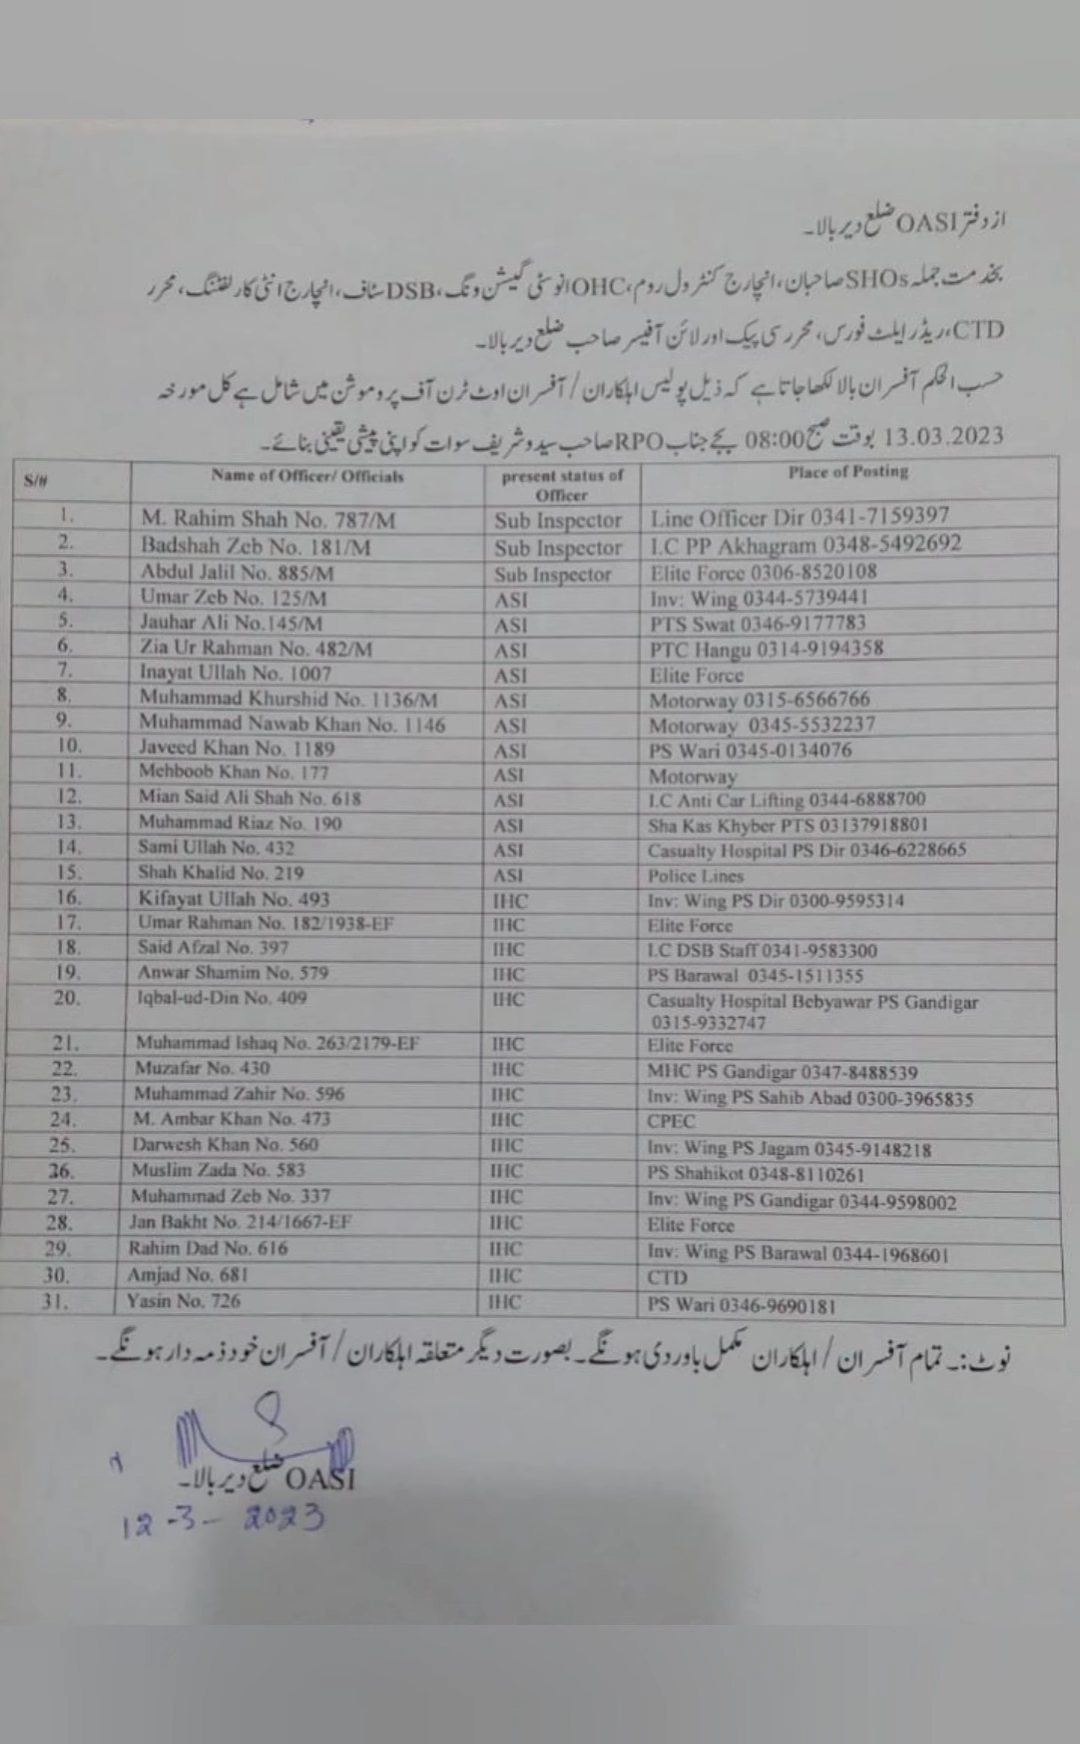 از دفتر OASI ضلع دیر بالا۔
بخدمت جملہ SHOs صاحبان، انچارج کنٹرول روم، OHC، انوسٹی گیشن ونگ، DSB سٹاف، انچارج انٹی کار لفٹنگ، محرر
CTD، ریڈر ایلٹ فورس، محرر سی پیک اور لائن آفیسر صاحب ضلع دیر بالا۔
حسب الحکم آفسران بالا لکھا جاتا ہے کہ ذیل پولیس اہلکاران / آفسران اوٹ ٹرن آف پروموشن میں شامل ہے کل مورخہ
13.03.2023 بوقت صبح 08:00 بجے جناب RPO صاحب سیدو شریف سوات کو اپنی پیشی یقینی بنائے۔
S/# Name of Officer/ Officials present status of Officer Place of Posting
1. M. Rahim Shah No. 787/M Sub Inspector Line Officer Dir 0341-7159397
2. Badshah Zeb No. 181/M Sub Inspector I.C PP Akhagram 0348-5492692
3. Abdul Jalil No. 885/M Sub Inspector Elite Force 0306-8520108
4. Umar Zeb No. 125/M ASI Inv: Wing 0344-5739441
5. Jauhar Ali No.145/M ASI PTS Swat 0346-9177783
6. Zia Ur Rahman No. 482/M ASI PTC Hangu 0314-9194358
7. Inayat Ullah No. 1007 ASI Elite Force
8. Muhammad Khurshid No. 1136/M ASI Motorway 0315-6566766
9. Muhammad Nawab Khan No. 1146 ASI Motorway 0345-5532237
10. Javeed Khan No. 1189 ASI PS Wari 0345-0134076
11. Mehboob Khan No. 177 ASI Motorway
12. Mian Said Ali Shah No. 618 ASI I.C Anti Car Lifting 0344-6888700
13. Muhammad Riaz No. 190 ASI Sha Kas Khyber PTS 03137918801
14. Sami Ullah No. 432 ASI Casualty Hospital PS Dir 0346-6228665
15. Shah Khalid No. 219 ASI Police Lines
16. Kifayat Ullah No. 493 IHC Inv: Wing PS Dir 0300-9595314
17. Umar Rahman No. 182/1938-EF IHC Elite Force
18. Said Afzal No. 397 IHC I.C DSB Staff 0341-9583300
19. Anwar Shamim No. 579 IHC PS Barawal 0345-1511355
20. Iqbal-ud-Din No. 409 IHC Casualty Hospital Bebyawar PS Gandigar
0315-9332747
21. Muhammad Ishaq No. 263/2179-EF IHC Elite Force
22. Muzafar No. 430 IHC MHC PS Gandigar 0347-8488539
23. Muhammad Zahir No. 596 IHC Inv: Wing PS Sahib Abad 0300-3965835
24. M. Ambar Khan No. 473 IHC CPEC
25. Darwesh Khan No. 560 IHC Inv: Wing PS Jagam 0345-9148218
26. Muslim Zada No. 583 IHC PS Shahikot 0348-8110261
27. Muhammad Zeb No. 337 IHC Inv: Wing PS Gandigar 0344-9598002
28. Jan Bakht No. 214/1667-EF IHC Elite Force
29. Rahim Dad No. 616 IHC Inv: Wing PS Barawal 0344-1968601
30. Amjad No. 681 IHC CTD
31. Yasin No. 726 IHC PS Wari 0346-9690181
نوٹ:۔ تمام آفسران / اہلکاران مکمل باوردی ہونگے۔ بصورت دیگر متعلقہ اہلکاران / آفسران خود ذمہ دار ہونگے۔
OASI ضلع دیر بالا۔
12-3-2023